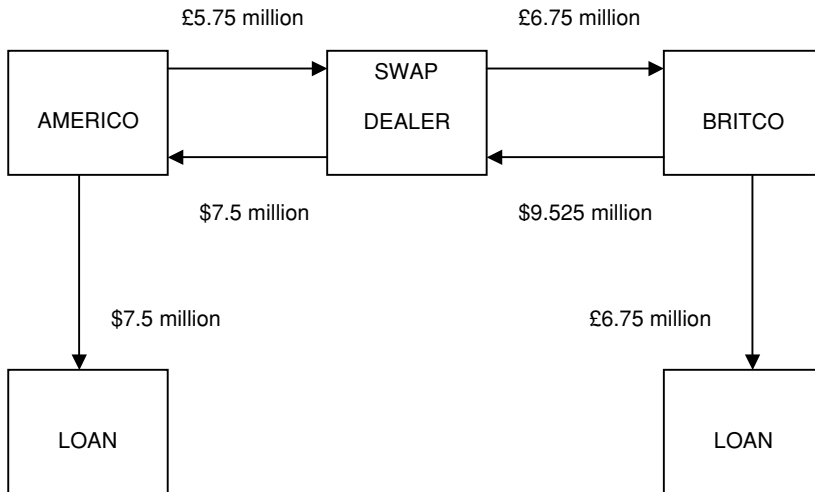 £5.75 million £6.75 million
SWAP
DEALER
AMERICO
BRITCO
$7.5 million $9.525 million
$7.5 million £6.75 million
LOAN LOAN